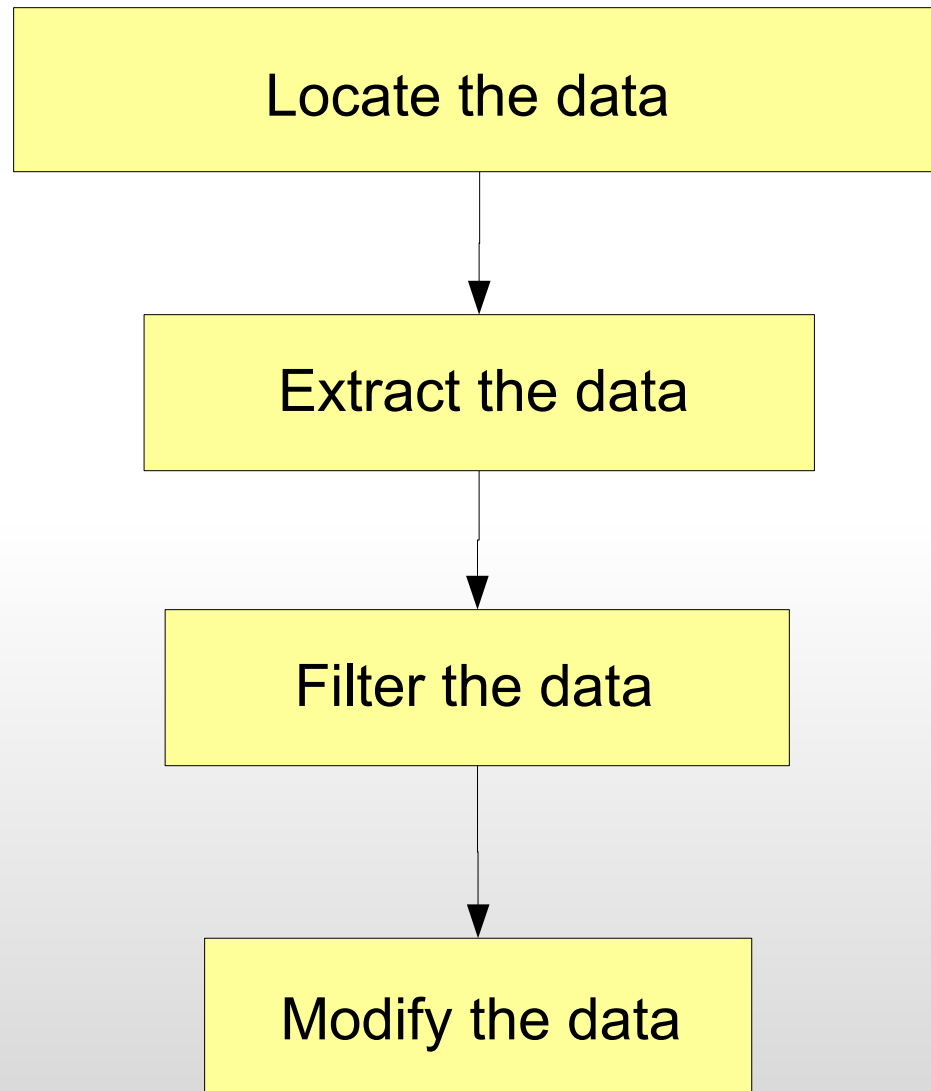 Locate the data
Extract the data
Filter the data
Modify the data